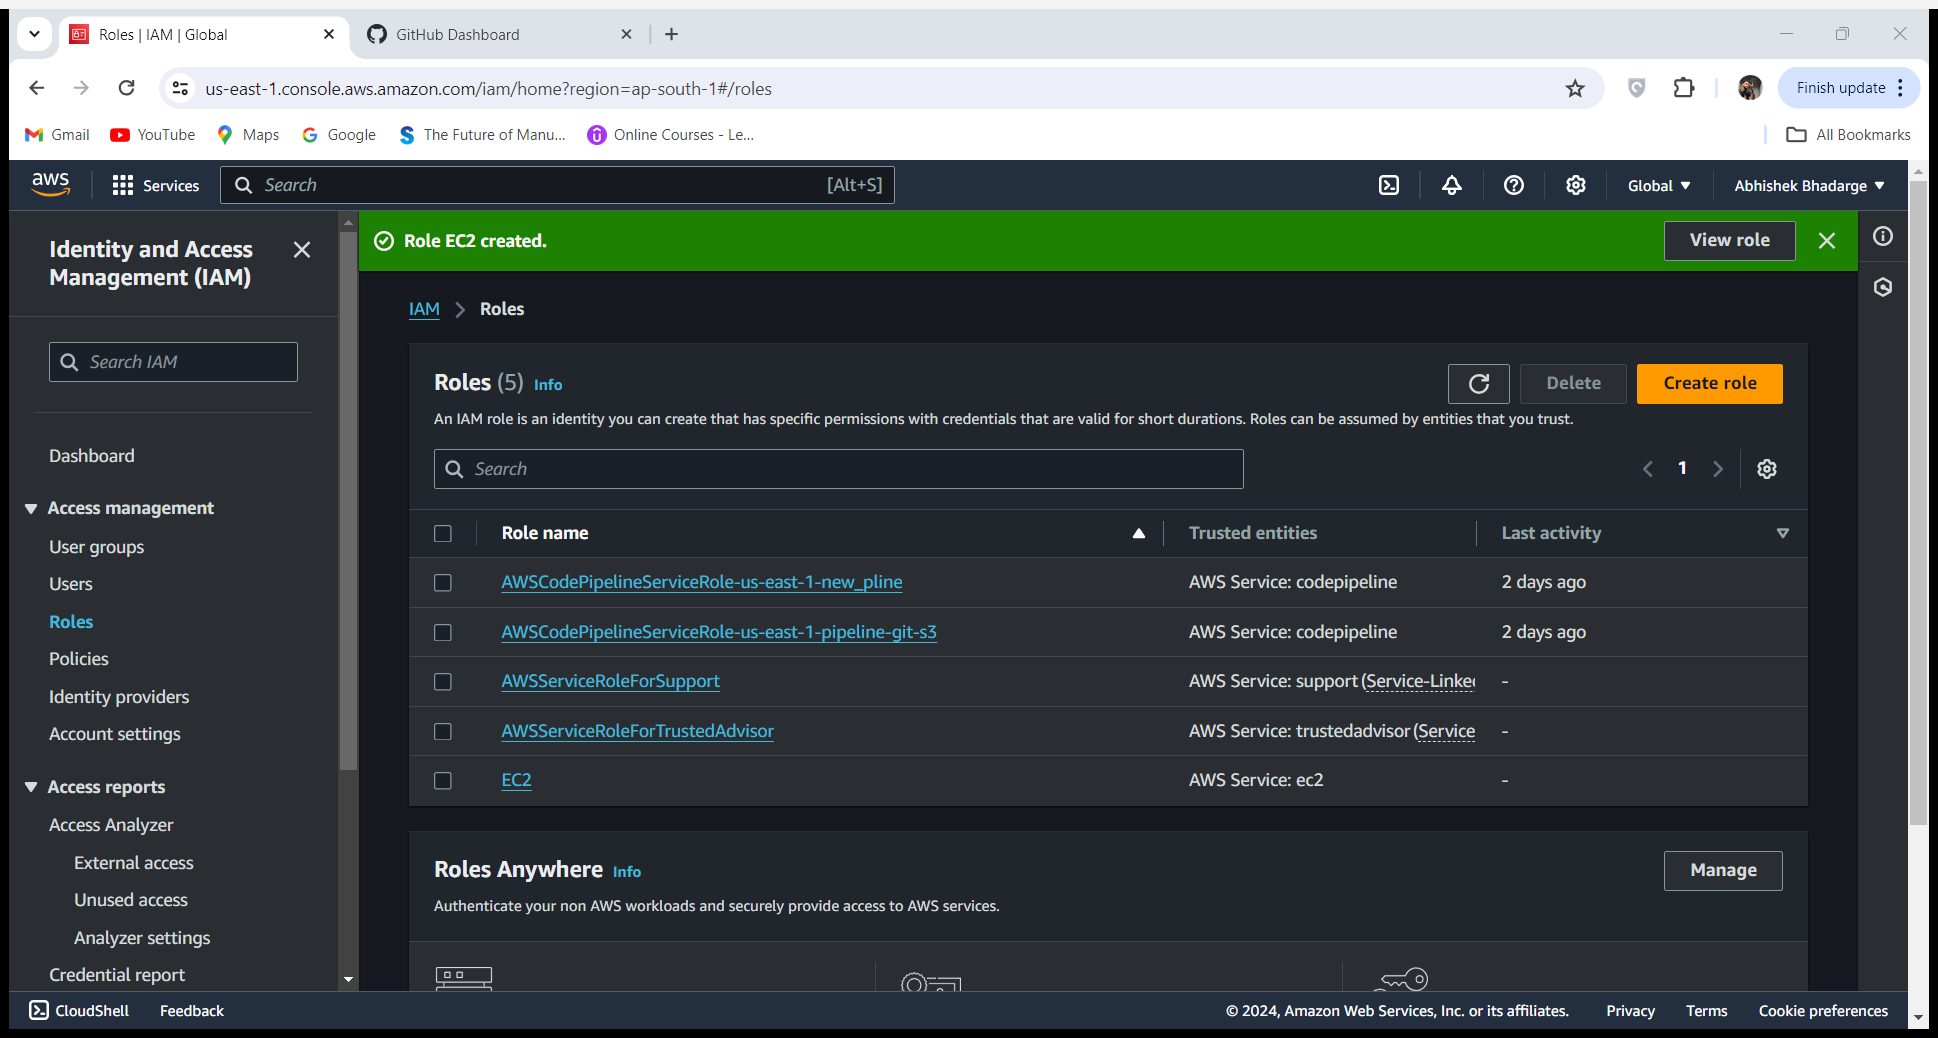 Roles | IAM | Global
GitHub Dashboard
us-east-1.console.aws.amazon.com/iam/home?region=ap-south-1#/roles
Finish update
Gmail
YouTube
Maps
Google
The Future of Manu...
Online Courses - Le...
All Bookmarks
aws
Services
Search
[Alt+S]
Global
Abhishek Bhadarge
Identity and Access
Management (IAM)
Search IAM
Dashboard
Access management
User groups
Users
Roles
Policies
Identity providers
Account settings
Access reports
Access Analyzer
External access
Unused access
Analyzer settings
Credential report
Role EC2 created.
View role
IAM > Roles
Roles (5) Info
Delete
Create role
An IAM role is an identity you can create that has specific permissions with credentials that are valid for short durations. Roles can be assumed by entities that you trust.
Search
1
Role name
Trusted entities
Last activity
AWSCodePipelineServiceRole-us-east-1-new_pline
AWS Service: codepipeline
2 days ago
AWSCodePipelineServiceRole-us-east-1-pipeline-git-s3
AWS Service: codepipeline
2 days ago
AWSServiceRoleForSupport
AWS Service: support (Service-Linked
-
AWSServiceRoleForTrustedAdvisor
AWS Service: trustedadvisor (Service
-
EC2
AWS Service: ec2
-
Roles Anywhere Info
Manage
Authenticate your non AWS workloads and securely provide access to AWS services.
CloudShell
Feedback
© 2024, Amazon Web Services, Inc. or its affiliates.
Privacy
Terms
Cookie preferences